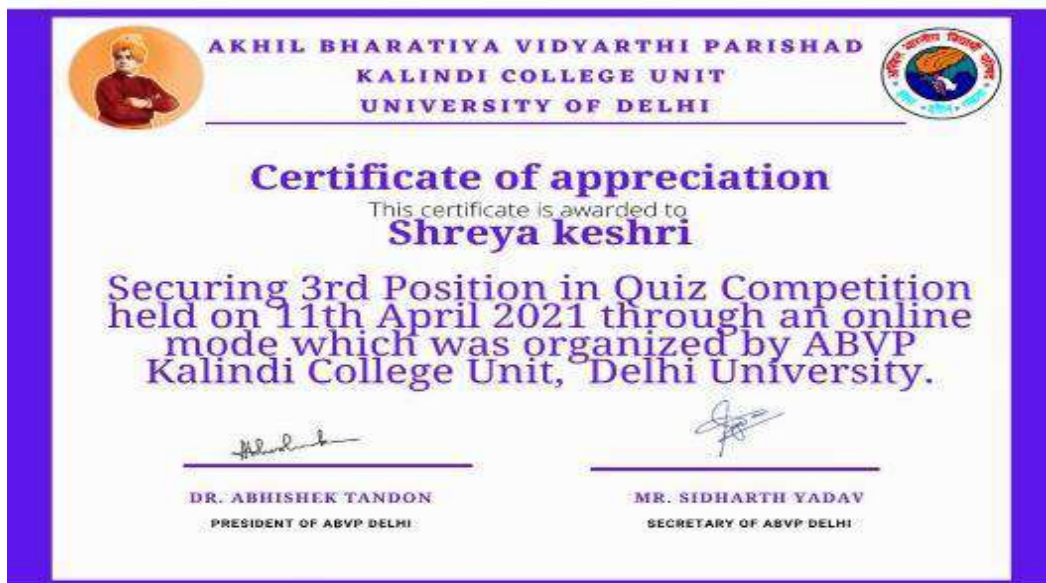 AKHIL BHARATIYA VIDYARTHI PARISHAD
KALINDI COLLEGE UNIT
UNIVERSITY OF DELHI
Certificate of appreciation
This certificate is awarded to
Shreya keshri
Securing 3rd Position in Quiz Competition
held on 11th April 2021 through an online
mode which was organized by ABVP
Kalindi College Unit, Delhi University.
DR. ABHISHEK TANDON
MR. SIDHARTH YADAV
PRESIDENT OF ABVP DELHI
SECRETARY OF ABVP DELHI